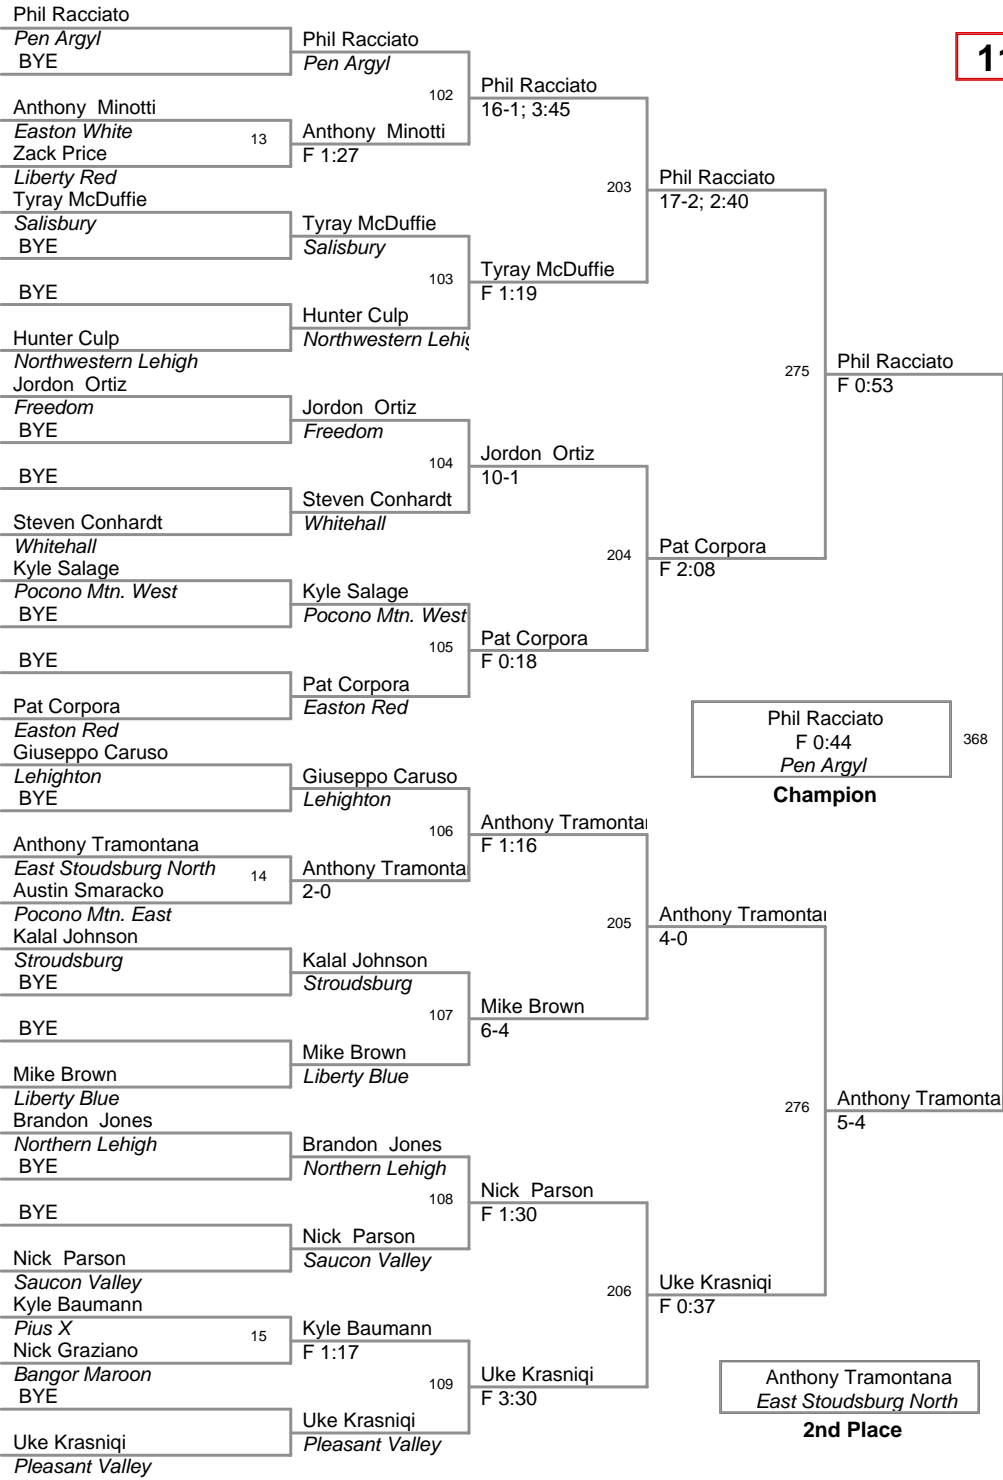 Phil Racciato
Pen Argyl
BYE
Anthony Minotti
Easton White
Zack Price
Liberty Red
Tyray McDuffie
Salisbury
BYE
BYE
Hunter Culp
Northwestern Lehigh
Jordon Ortiz
Freedom
BYE
BYE
Steven Conhardt
Whitehall
Kyle Salage
Pocono Mtn. West
BYE
BYE
Pat Corpora
Easton Red
Giuseppo Caruso
Lehighton
BYE
Anthony Tramontana
East Stoudsburg North
Austin Smaracko
Pocono Mtn. East
Kalal Johnson
Stroudsburg
BYE
BYE
Mike Brown
Liberty Blue
Brandon Jones
Northern Lehigh
BYE
BYE
Nick Parson
Saucon Valley
Kyle Baumann
Pius X
Nick Graziano
Bangor Maroon
BYE
Uke Krasniqi
Pleasant Valley
13
14
15
Phil Racciato
Pen Argyl
Anthony Minotti
F 1:27
Tyray McDuffie
Salisbury
Hunter Culp
Northwestern Lehig
Jordon Ortiz
Freedom
Steven Conhardt
Whitehall
Kyle Salage
Pocono Mtn. West
Pat Corpora
Easton Red
Giuseppo Caruso
Lehighton
Anthony Tramonta
2-0
Kalal Johnson
Stroudsburg
Mike Brown
Liberty Blue
Brandon Jones
Northern Lehigh
Nick Parson
Saucon Valley
Kyle Baumann
F 1:17
Uke Krasniqi
Pleasant Valley
102
103
104
105
106
107
108
109
Phil Racciato
16-1; 3:45
Tyray McDuffie
F 1:19
Jordon Ortiz
10-1
Pat Corpora
F 0:18
Anthony Tramontan
F 1:16
Mike Brown
6-4
Nick Parson
F 1:30
Uke Krasniqi
F 3:30
203
204
205
206
Phil Racciato
17-2; 2:40
Pat Corpora
F 2:08
Anthony Tramontan
4-0
Uke Krasniqi
F 0:37
275
276
Phil Racciato
F 0:53
Anthony Tramonta
5-4
11
Phil Racciato
F 0:44
Pen Argyl
368
Champion
Anthony Tramontana
East Stoudsburg North
2nd Place